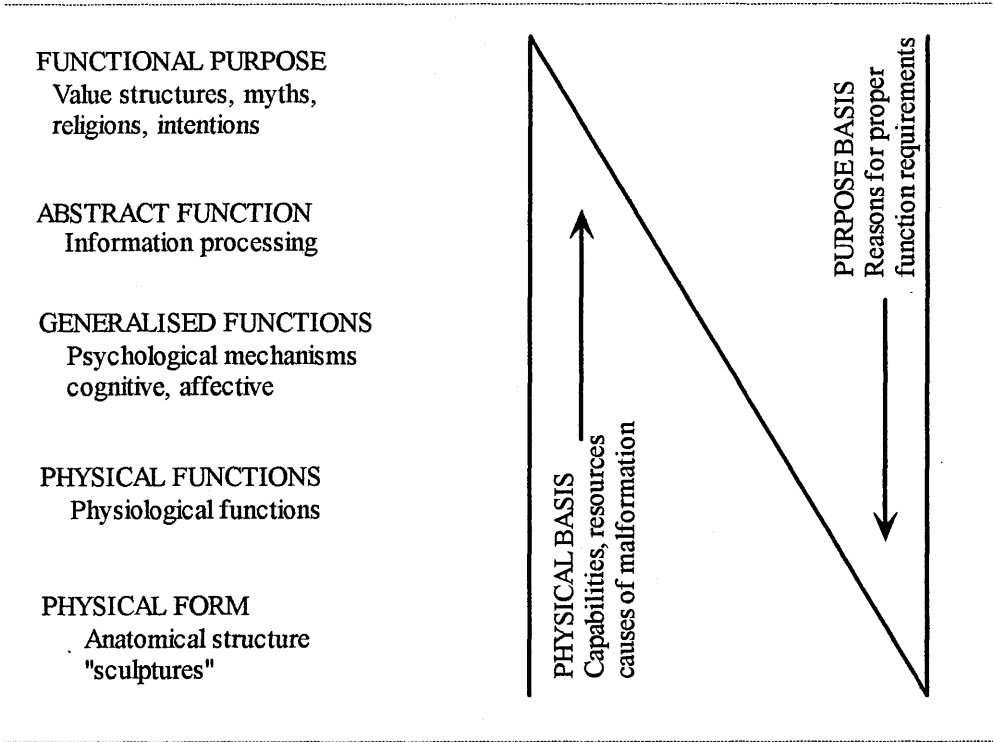 FUNCTIONAL PURPOSE
Value structures, myths,
religions, intentions
ABSTRACT FUNCTION
Information processing
GENERALISED FUNCTIONS
Psychological mechanisms
cognitive, affective
PHYSICAL FUNCTIONS
Physiological functions
PHYSICAL FORM
Anatomical structure
"sculptures"
PHYSICAL BASIS
Capabilities, resources
causes of malformation
PURPOSE BASIS
Reasons for proper
function requirements